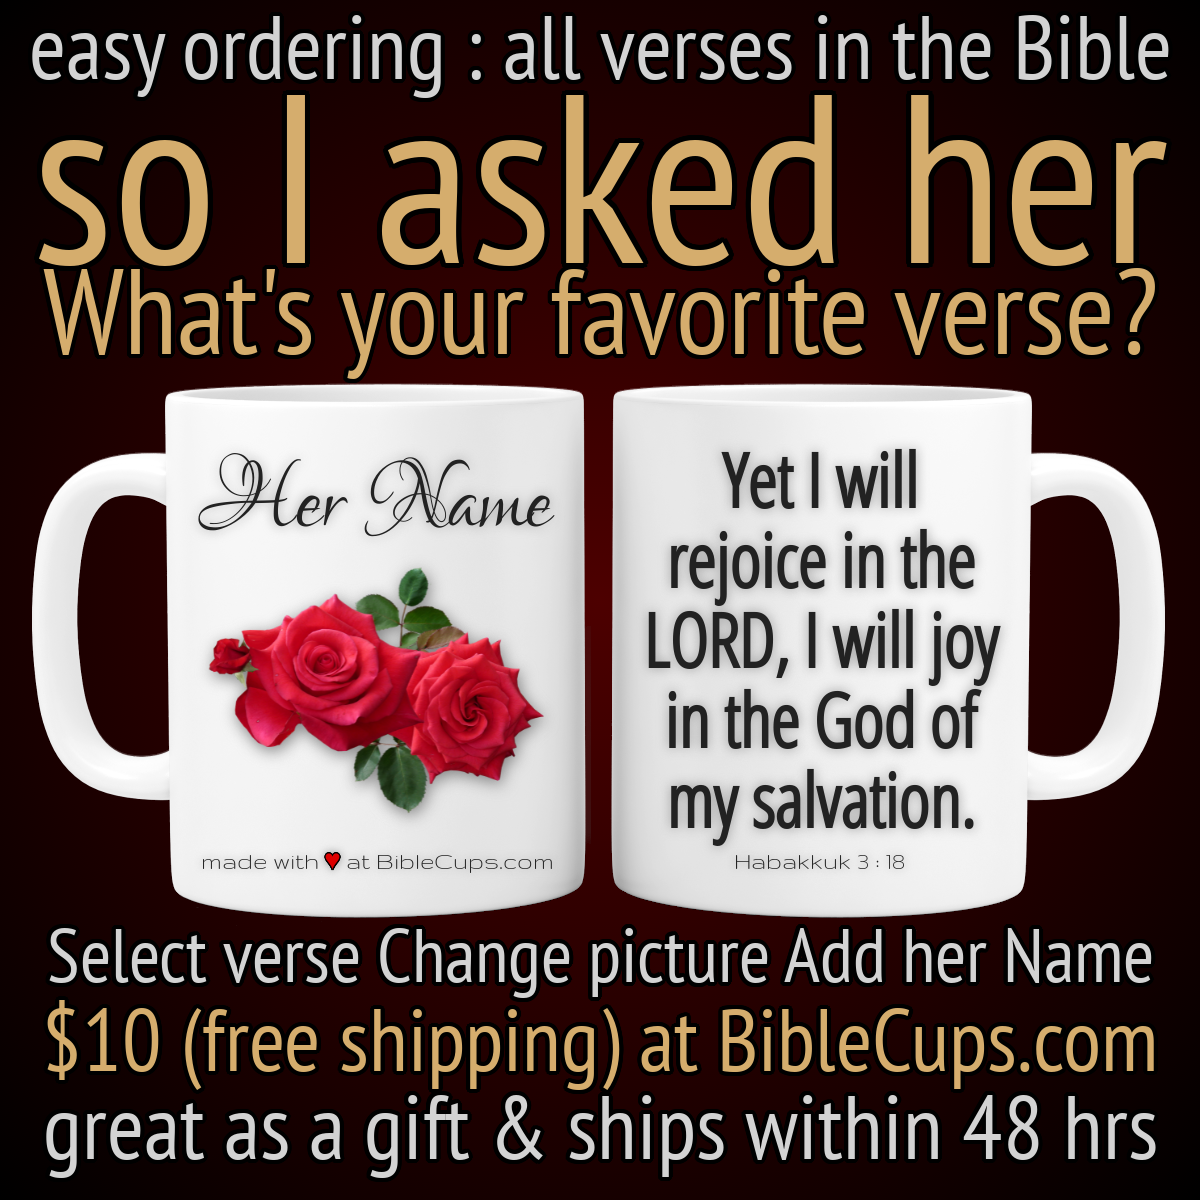 easy ordering : all verses in the Bible
so I asked her
What's your favorite verse?
Her Name
made with ♥ at BibleCups.com
Yet I will
rejoice in the
LORD, I will joy
in the God of
my salvation.
Habakkuk 3 : 18
Select verse Change picture Add her Name
$10 (free shipping) at BibleCups.com
great as a gift & ships within 48 hrs